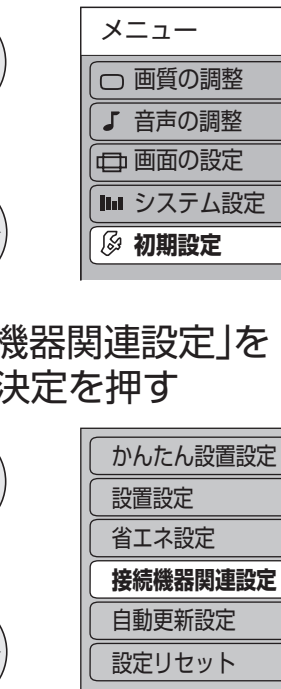 メニュー
画質の調整
音声の調整
画面の設定
システム設定
初期設定
機器関連設定」を
決定を押す
かんたん設置設定
設置設定
省エネ設定
接続機器関連設定
自動更新設定
設定リセット